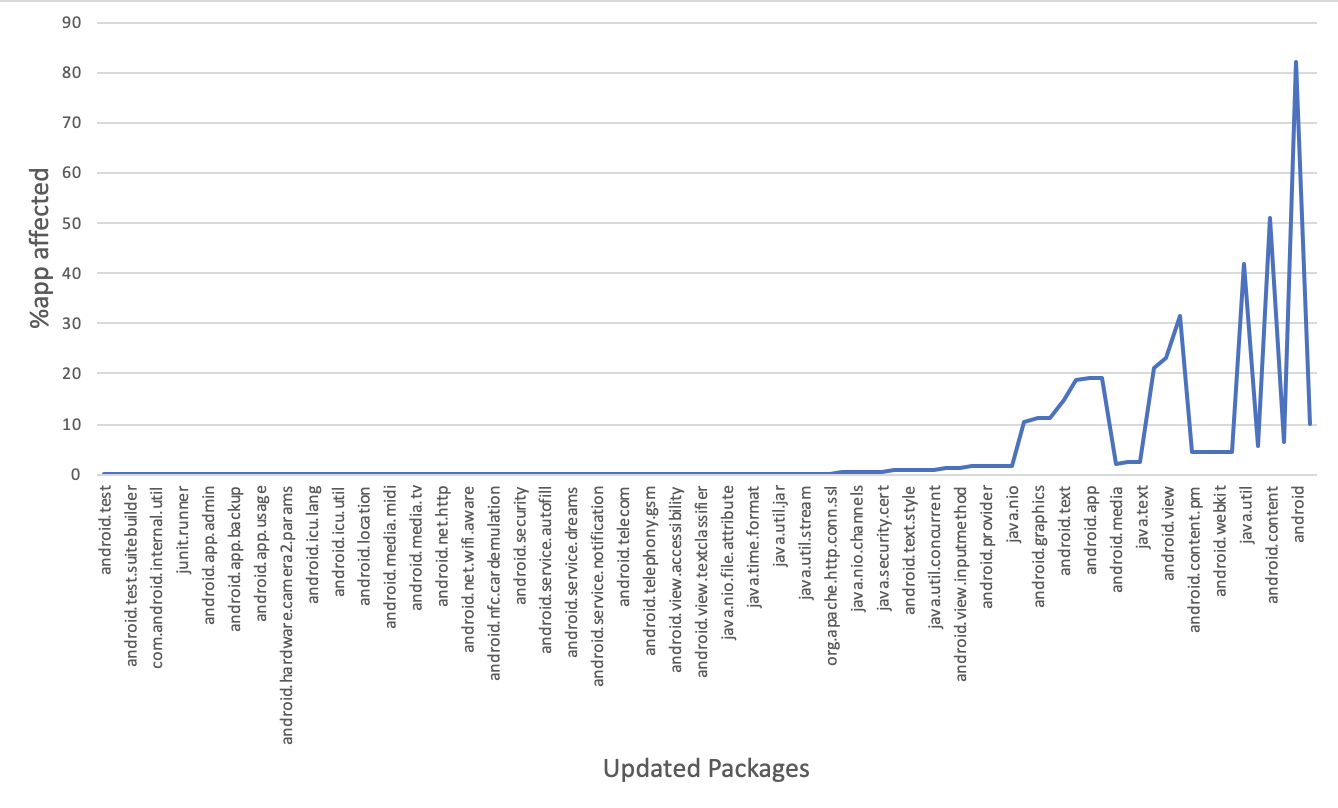 90
80
70
60
50
40
30
20
10
0
%app affected
android.test
android.test.suitebuilder
com.android.internal.util
junit.runner
android.app.admin
android.app.backup
android.app.usage
android.hardware.camera2.params
android.icu.lang
android.icu.util
android.location
android.media.midi
android.media.tv
android.net.http
android.net.wifi.aware
android.nfc.cardemulation
android.security
android.service.autofill
android.service.dreams
android.service.notification
android.telecom
android.telephony.gsm
android.view.accessibility
android.view.textclassifier
java.nio.file.attribute
java.time.format
java.util.jar
java.util.stream
org.apache.http.conn.ssl
java.nio.channels
java.security.cert
android.text.style
java.util.concurrent
android.view.inputmethod
android.provider
java.nio
android.graphics
android.text
android.app
android.media
java.text
android.view
android.content.pm
android.webkit
java.util
android.content
android
Updated Packages